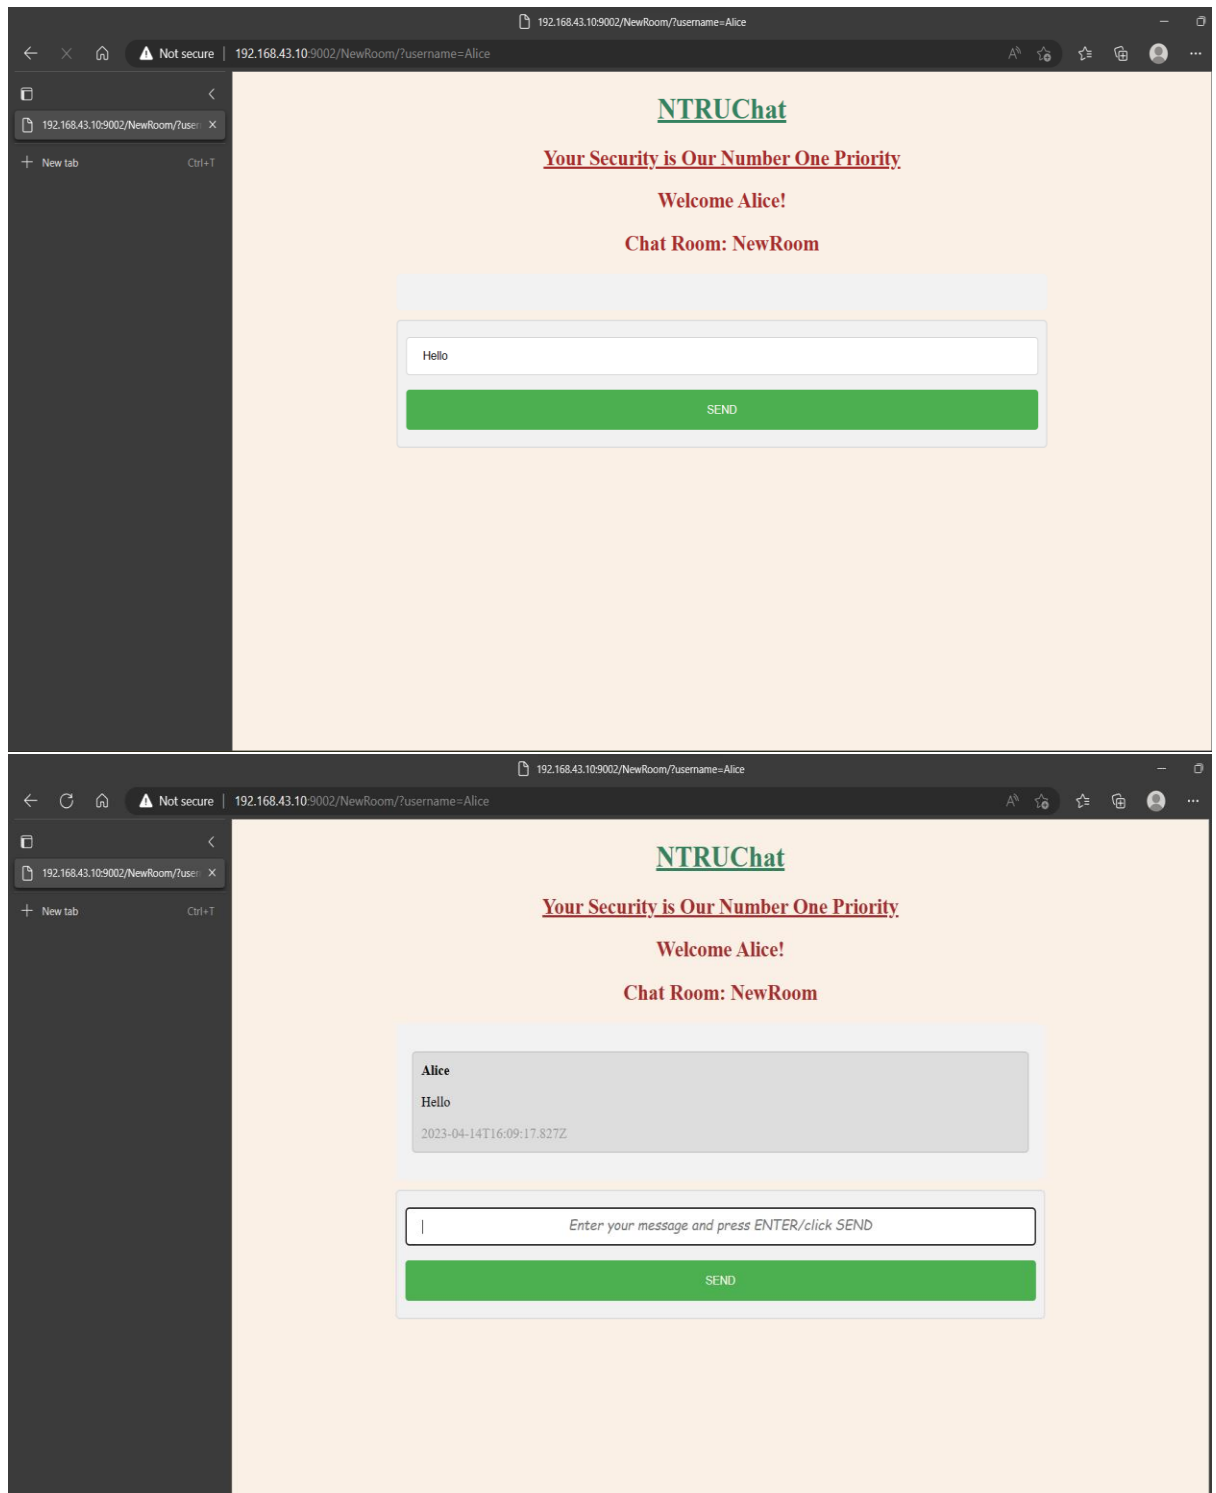 192.168.43.10:9002/NewRoom/?username=Alice
Not secure | 192.168.43.10:9002/NewRoom/?username=Alice
192.168.43.10:9002/NewRoom/?user
New tab Ctrl+T
NTRUChat
Your Security is Our Number One Priority
Welcome Alice!
Chat Room: NewRoom
Hello
SEND
192.168.43.10:9002/NewRoom/?username=Alice
Not secure | 192.168.43.10:9002/NewRoom/?username=Alice
192.168.43.10:9002/NewRoom/?user
New tab Ctrl+T
NTRUChat
Your Security is Our Number One Priority
Welcome Alice!
Chat Room: NewRoom
Alice
Hello
2023-04-14T16:09:17.827Z
Enter your message and press ENTER/click SEND
SEND